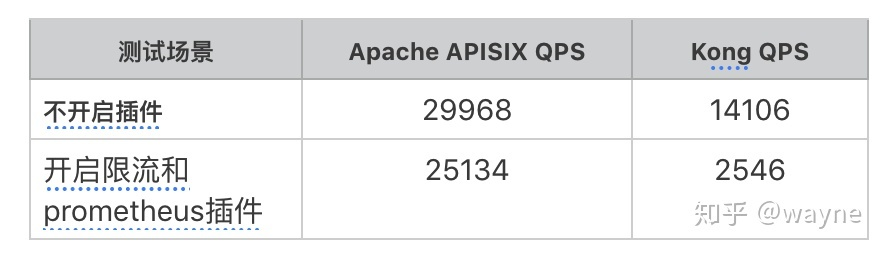 测试场景 Apache APISIX QPS Kong QPS
不开启插件 29968 14106
开启限流和 25134 2546
prometheus插件
知乎 @wayne